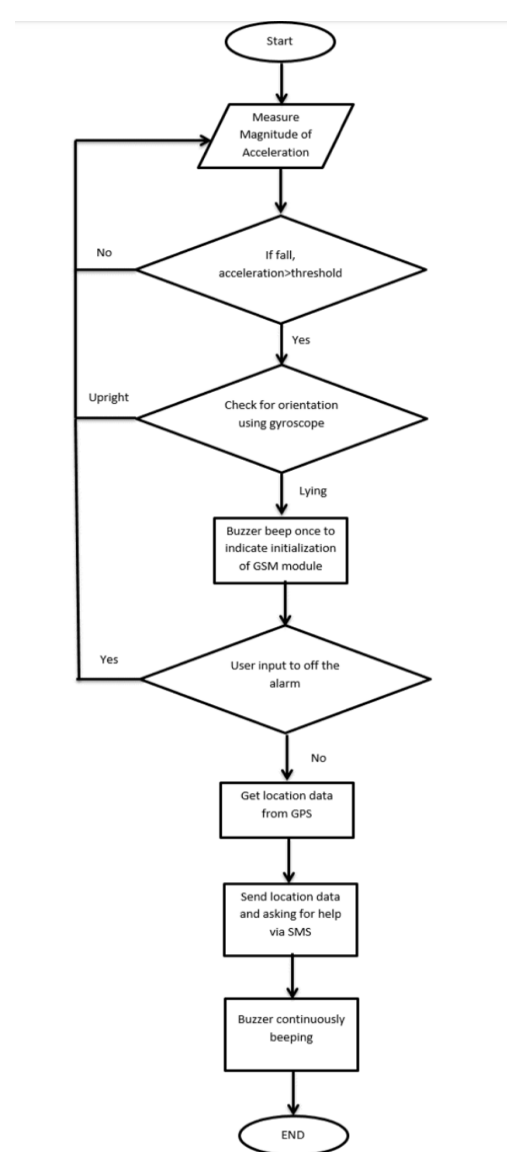 Start
Measure
Magnitude of
Acceleration
No
If fall,
acceleration>threshold
Yes
Upright
Check for orientation
using gyroscope
Lying
Buzzer beep once to
indicate initialization
of GSM module
Yes
User input to off the
alarm
No
Get location data
from GPS
Send location data
and asking for help
via SMS
Buzzer continuously
beeping
END